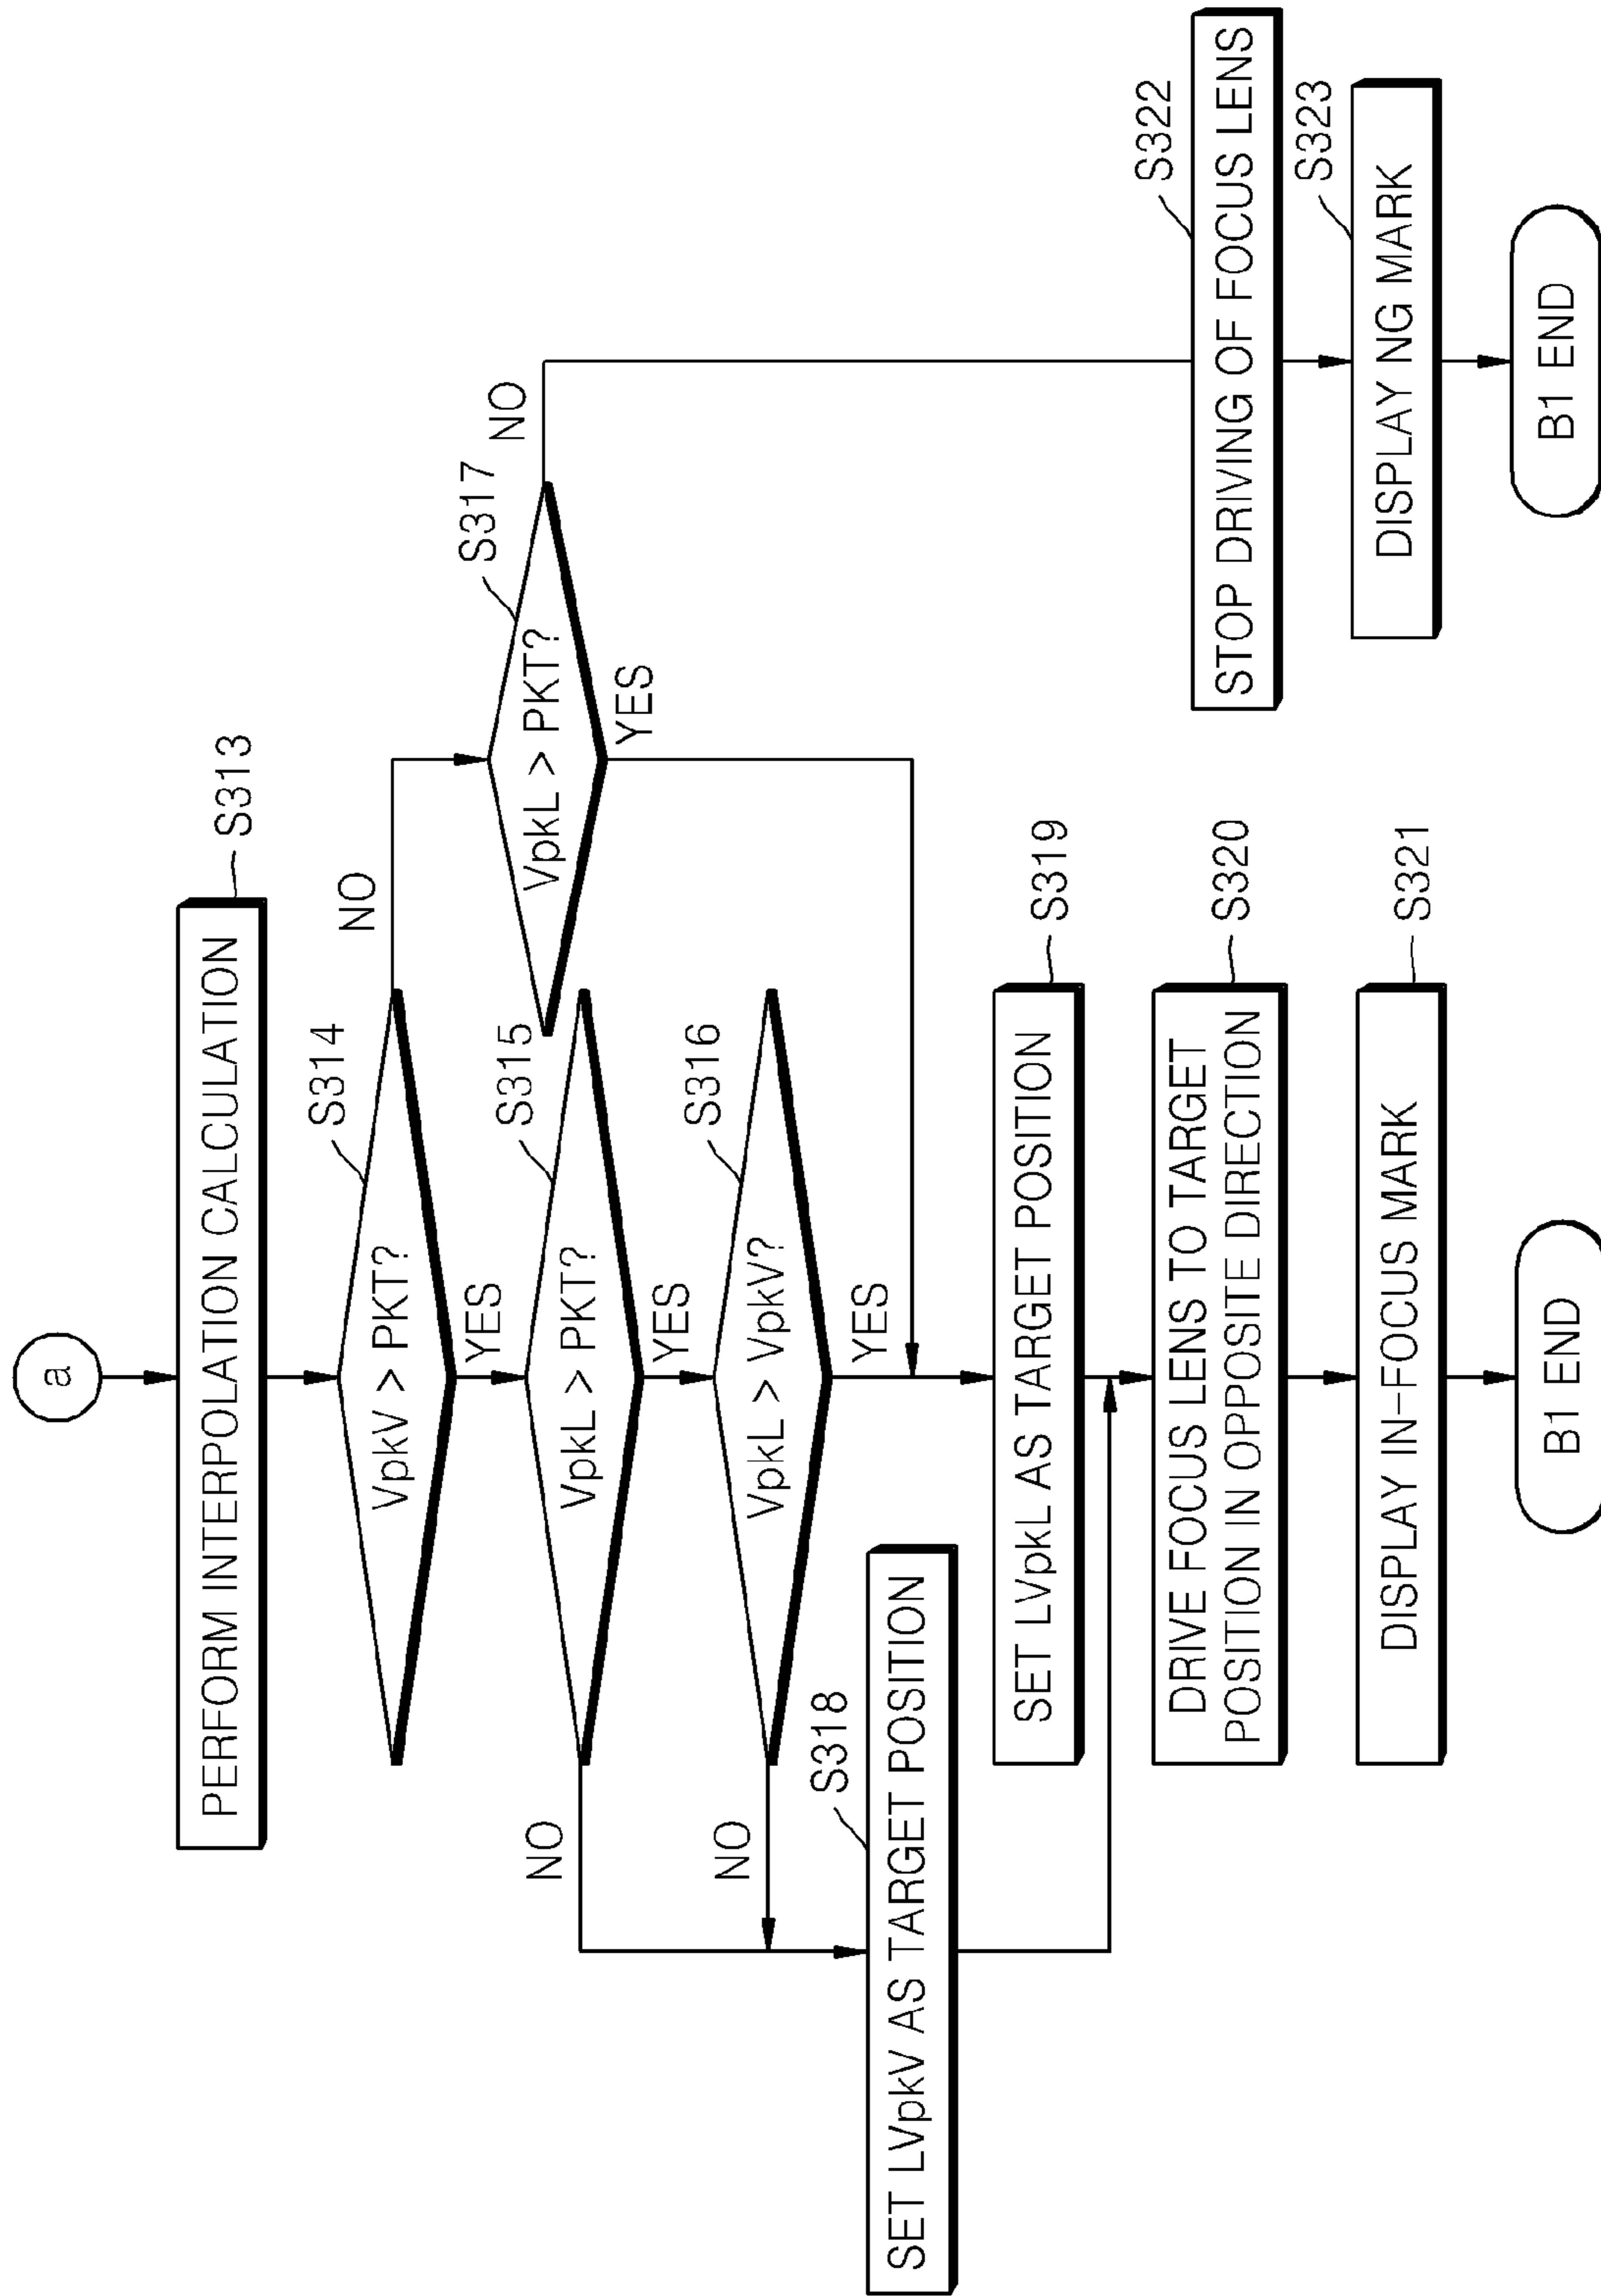 a
PERFORM INTERPOLATION CALCULATION
S313
S314
VpkV > PKT?
NO
YES
S315
VpkL > PKT?
NO
YES
S316
VpkL > VpkV?
NO
YES
S317
VpkL > PKT?
NO
YES
S318
SET LVpkV AS TARGET POSITION
S319
SET LVpkL AS TARGET POSITION
S320
DRIVE FOCUS LENS TO TARGET
POSITION IN OPPOSITE DIRECTION
S321
DISPLAY IN-FOCUS MARK
B1 END
S322
STOP DRIVING OF FOCUS LENS
S323
DISPLAY NG MARK
B1 END